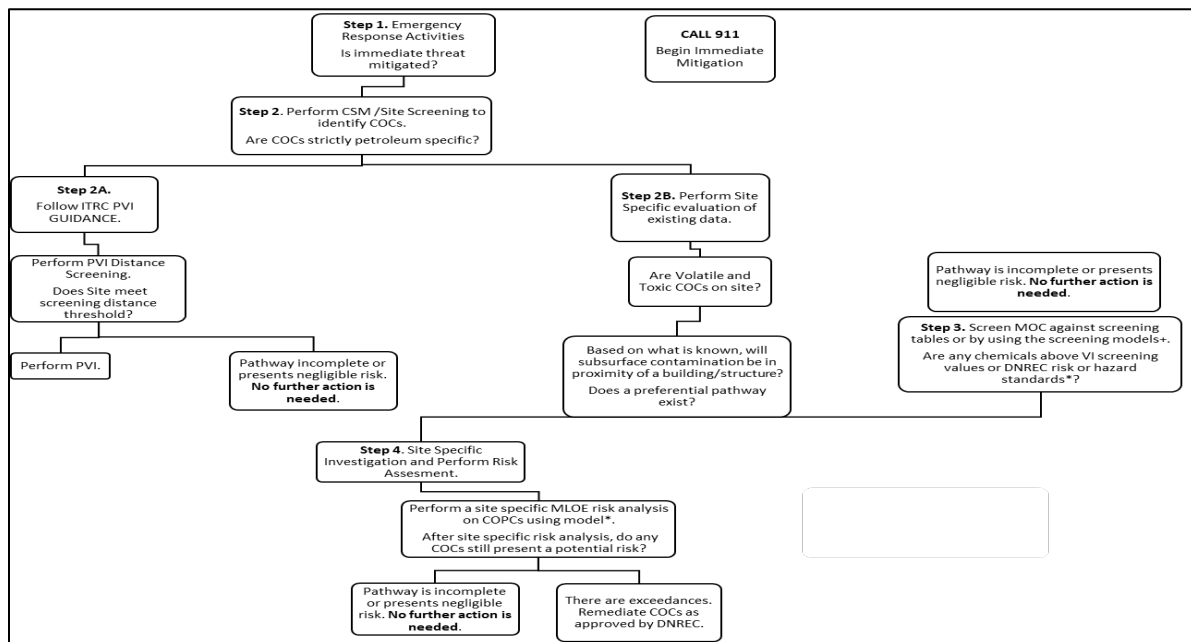 Step 1. Emergency
Response Activities
Is immediate threat
mitigated?
CALL 911
Begin Immediate
Mitigation
Step 2. Perform CSM /Site Screening to
identify COCs.
Are COCs strictly petroleum specific?
Step 2A.
Follow ITRC PVI
GUIDANCE.
Step 2B. Perform Site
Specific evaluation of
existing data.
Perform PVI Distance
Screening.
Does Site meet
screening distance
threshold?
Are Volatile and
Toxic COCs on site?
Pathway is incomplete or presents
negligible risk. No further action is
needed.
Step 3. Screen MOC against screening
tables or by using the screening models+.
Are any chemicals above VI screening
values or DNREC risk or hazard
standards*?
Perform PVI.
Pathway incomplete or
presents negligible risk.
No further action is
needed.
Based on what is known, will
subsurface contamination be in
proximity of a building/structure?
Does a preferential pathway
exist?
Step 4. Site Specific
Investigation and Perform Risk
Assesment.
Perform a site specific MLOE risk analysis
on COPCs using model*.
After site specific risk analysis, do any
COCs still present a potential risk?
Pathway is incomplete
or presents negligible
risk. No further action is
needed.
There are exceedances.
Remediate COCs as
approved by DNREC.